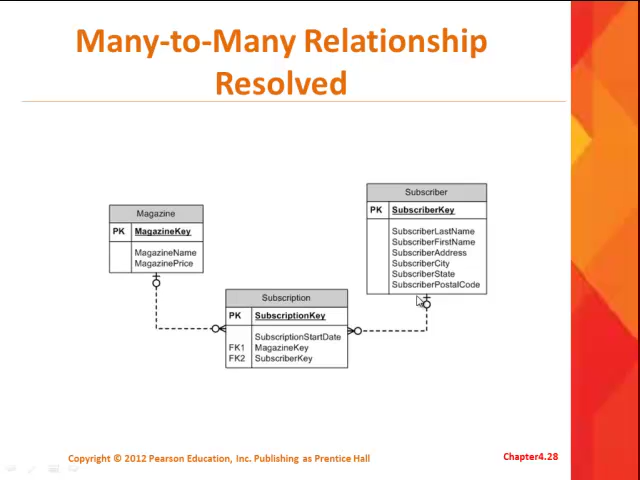 Many-to-Many Relationship
Resolved
Magazine
PK MagazineKey
MagazineName
MagazinePrice
Subscriber
PK SubscriberKey
SubscriberLastName
SubscriberFirstName
SubscriberAddress
SubscriberCity
SubscriberState
SubscriberPostalCode
Subscription
PK SubscriptionKey
SubscriptionStartDate
FK1 MagazineKey
FK2 SubscriberKey
Copyright © 2012 Pearson Education, Inc. Publishing as Prentice Hall
Chapter4.28